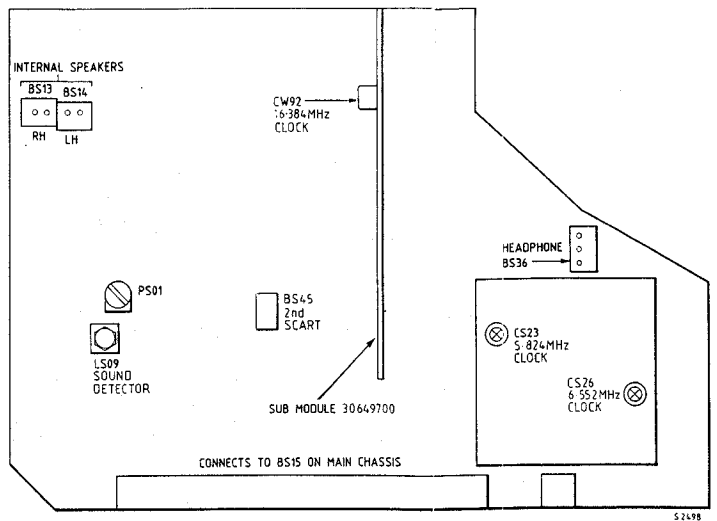 INTERNAL SPEAKERS
BS13 BS14
RH LH
CW92
16·384MHz
CLOCK
HEADPHONE
BS36
PS01
BS45
2nd
SCART
LS09
SOUND
DETECTOR
CS23
5·824MHz
CLOCK
CS26
6·552MHz
CLOCK
SUB MODULE 30649700
CONNECTS TO BS15 ON MAIN CHASSIS
S2498